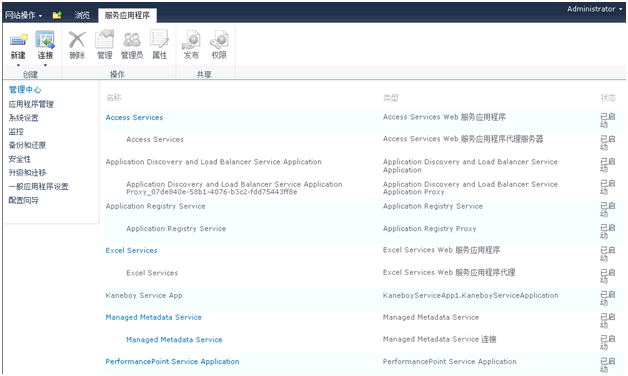 Administrator
网站操作
浏览
服务应用程序
新建
连接
删除
管理
管理员
属性
发布
权限
创建
操作
共享
管理中心
应用程序管理
系统设置
监控
备份和还原
安全性
升级和迁移
一般应用程序设置
配置向导
名称 类型 状态
Access Services Access Services Web 服务应用程序 已启
动
Access Services Access Services Web 服务应用程序代理服务器 已启
动
Application Discovery and Load Balancer Service Application Application Discovery and Load Balancer Service 已启
Application 动
Application Discovery and Load Balancer Service Application Application Discovery and Load Balancer Service 已启
Proxy_07de840e-58b1-4076-b3c2-fdd75443ff8e Application Proxy 动
Application Registry Service Application Registry Service 已启
动
Application Registry Service Application Registry Proxy 已启
动
Excel Services Excel Services Web 服务应用程序 已启
动
Excel Services Excel Services Web 服务应用程序代理 已启
动
Kaneboy Service App KaneboyServiceApp1.KaneboyServiceApplication 已启
动
Managed Metadata Service Managed Metadata Service 已启
动
Managed Metadata Service Managed Metadata Service 连接 已启
动
PerformancePoint Service Application PerformancePoint Service Application 已启
动